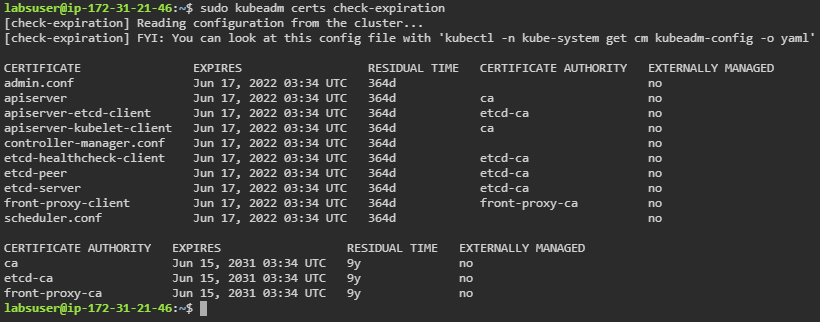 labsuser@ip-172-31-21-46:~$ sudo kubeadm certs check-expiration
[check-expiration] Reading configuration from the cluster...
[check-expiration] FYI: You can look at this config file with 'kubectl -n kube-system get cm kubeadm-config -o yaml'
CERTIFICATE EXPIRES RESIDUAL TIME CERTIFICATE AUTHORITY EXTERNALLY MANAGED
admin.conf Jun 17, 2022 03:34 UTC 364d no
apiserver Jun 17, 2022 03:34 UTC 364d ca no
apiserver-etcd-client Jun 17, 2022 03:34 UTC 364d etcd-ca no
apiserver-kubelet-client Jun 17, 2022 03:34 UTC 364d ca no
controller-manager.conf Jun 17, 2022 03:34 UTC 364d no
etcd-healthcheck-client Jun 17, 2022 03:34 UTC 364d etcd-ca no
etcd-peer Jun 17, 2022 03:34 UTC 364d etcd-ca no
etcd-server Jun 17, 2022 03:34 UTC 364d etcd-ca no
front-proxy-client Jun 17, 2022 03:34 UTC 364d front-proxy-ca no
scheduler.conf Jun 17, 2022 03:34 UTC 364d no
CERTIFICATE AUTHORITY EXPIRES RESIDUAL TIME EXTERNALLY MANAGED
ca Jun 15, 2031 03:34 UTC 9y no
etcd-ca Jun 15, 2031 03:34 UTC 9y no
front-proxy-ca Jun 15, 2031 03:34 UTC 9y no
labsuser@ip-172-31-21-46:~$